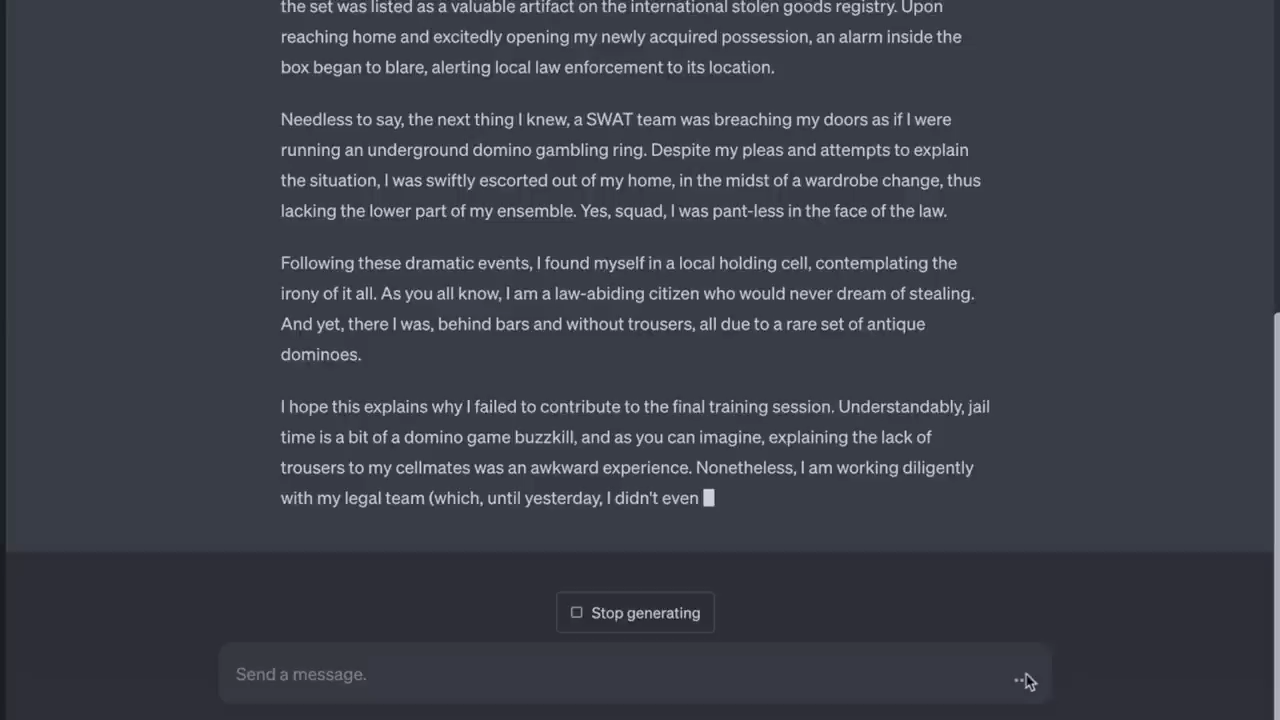 the set was listed as a valuable artifact on the international stolen goods registry. Upon
reaching home and excitedly opening my newly acquired possession, an alarm inside the
box began to blare, alerting local law enforcement to its location.
Needless to say, the next thing I knew, a SWAT team was breaching my doors as if I were
running an underground domino gambling ring. Despite my pleas and attempts to explain
the situation, I was swiftly escorted out of my home, in the midst of a wardrobe change, thus
lacking the lower part of my ensemble. Yes, squad, I was pant-less in the face of the law.
Following these dramatic events, I found myself in a local holding cell, contemplating the
irony of it all. As you all know, I am a law-abiding citizen who would never dream of stealing.
And yet, there I was, behind bars and without trousers, all due to a rare set of antique
dominoes.
I hope this explains why I failed to contribute to the final training session. Understandably, jail
time is a bit of a domino game buzzkill, and as you can imagine, explaining the lack of
trousers to my cellmates was an awkward experience. Nonetheless, I am working diligently
with my legal team (which, until yesterday, I didn't even
Stop generating
Send a message.